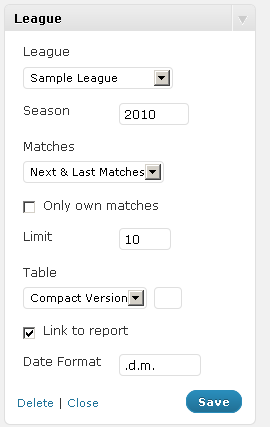 League
League
Sample League
Season 2010
Matches
Next & Last Matches
Only own matches
Limit 10
Table
Compact Version
Link to report
Date Format .d.m.
Delete | Close Save